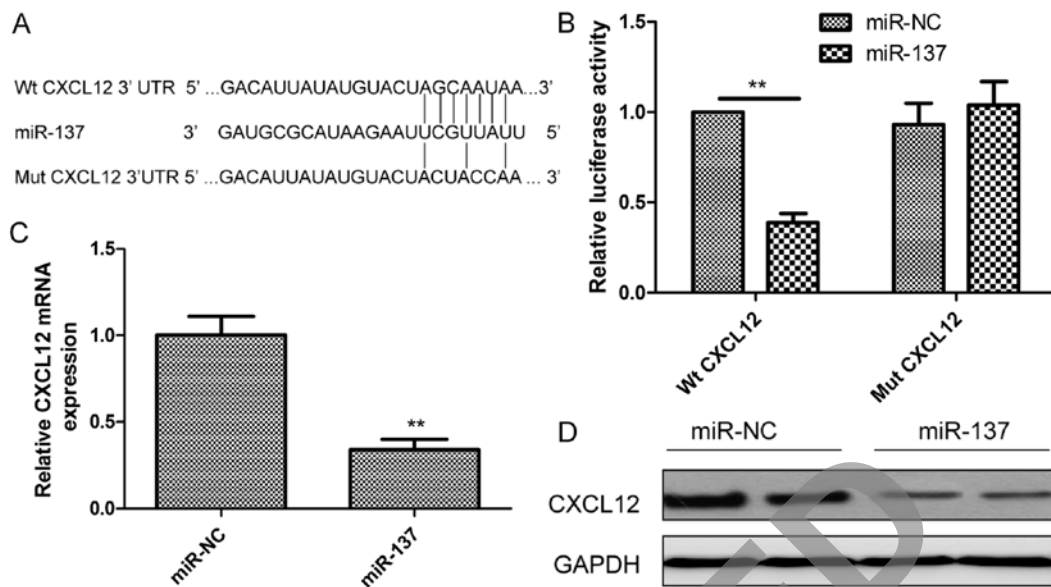 A
Wt CXCL12 3' UTR 5' ...GACAUUAUAUGUACUAGCAAUAA...3'
miR-137 3' GAUGCGCAUAAGAAUUCGUUAUU 5'
Mut CXCL12 3'UTR 5' ...GACAUUAUAUGUACUACUACCAA... 3'
B
miR-NC
miR-137
Relative luciferase activity
1.5
1.0
0.5
0.0
**
Wt CXCL12
Mut CXCL12
C
Relative CXCL12 mRNA
expression
1.5
1.0
0.5
0.0
**
miR-NC
miR-137
D
miR-NC miR-137
CXCL12
GAPDH